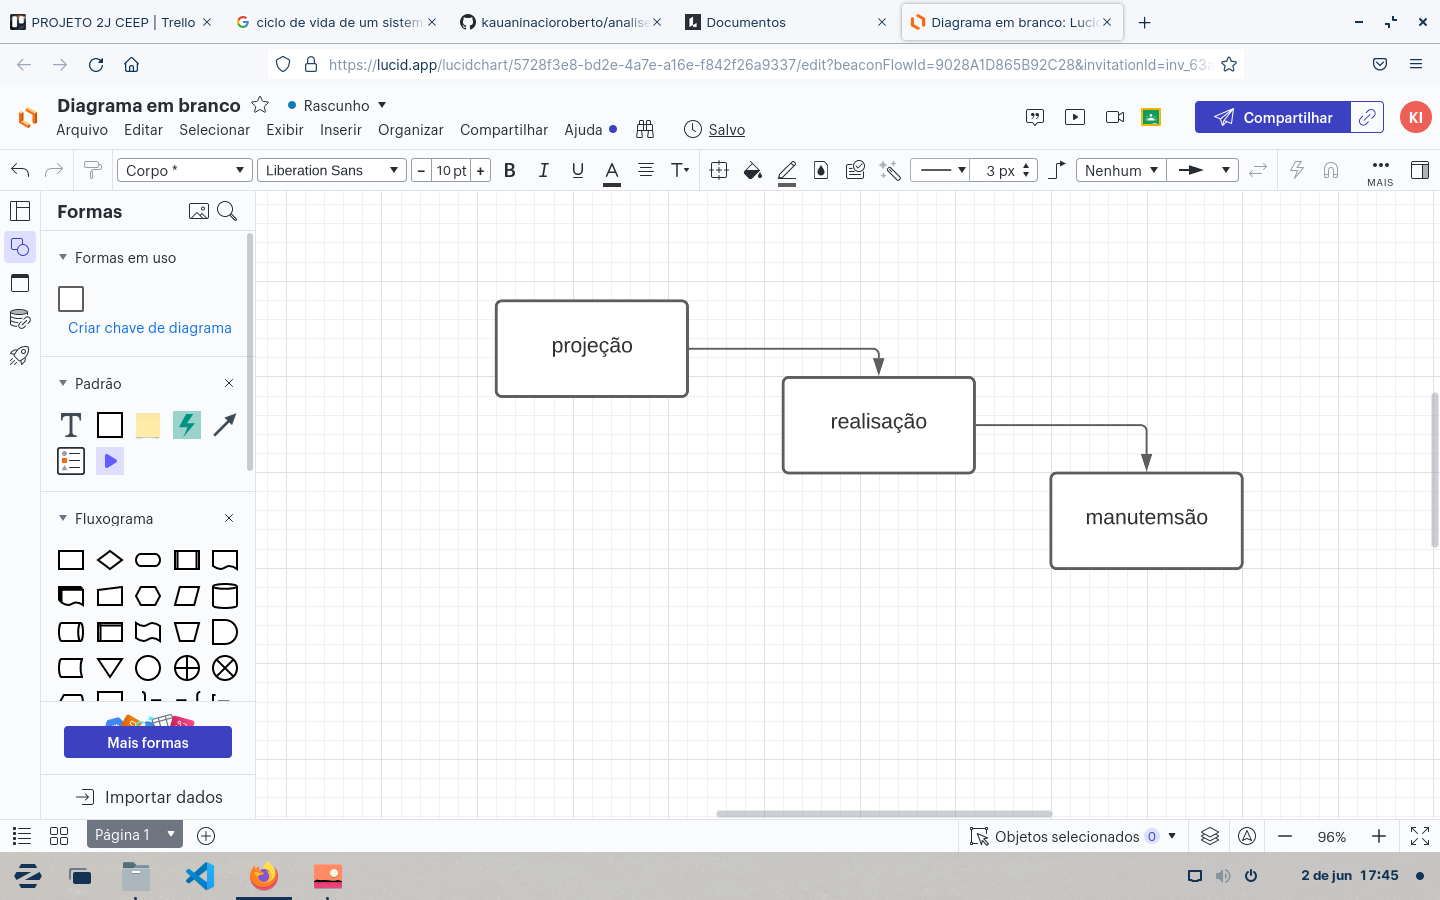 PROJETO 2J CEEP | Trello
ciclo de vida de um sistem
kauaninacioroberto/analise
Documentos
Diagrama em branco: Lucid
https://lucid.app/lucidchart/5728f3e8-bd2e-4a7e-a16e-f842f26a9337/edit?beaconFlowId=9028A1D865B92C28&invitationId=inv_63a
Diagrama em branco
Rascunho
Arquivo Editar Selecionar Exibir Inserir Organizar Compartilhar Ajuda Salvo
Compartilhar
KI
Corpo * Liberation Sans − 10 pt + B I U A T 3 px Nenhum MAIS
Formas
Formas em uso
Criar chave de diagrama
Padrão
T
Fluxograma
Mais formas
Importar dados
projeção
realisação
manutemsão
Página 1
Objetos selecionados 0
96%
2 de jun 17:45